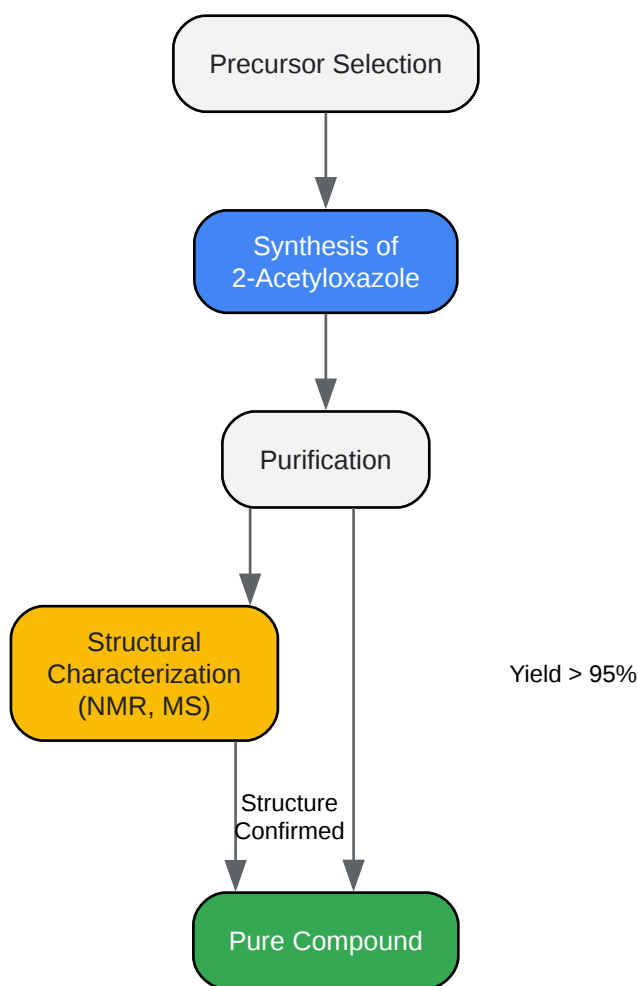 Precursor Selection
Synthesis of
2-Acetyloxazole
Purification
Structural
Characterization
(NMR, MS)
Yield > 95%
Structure
Confirmed
Pure Compound